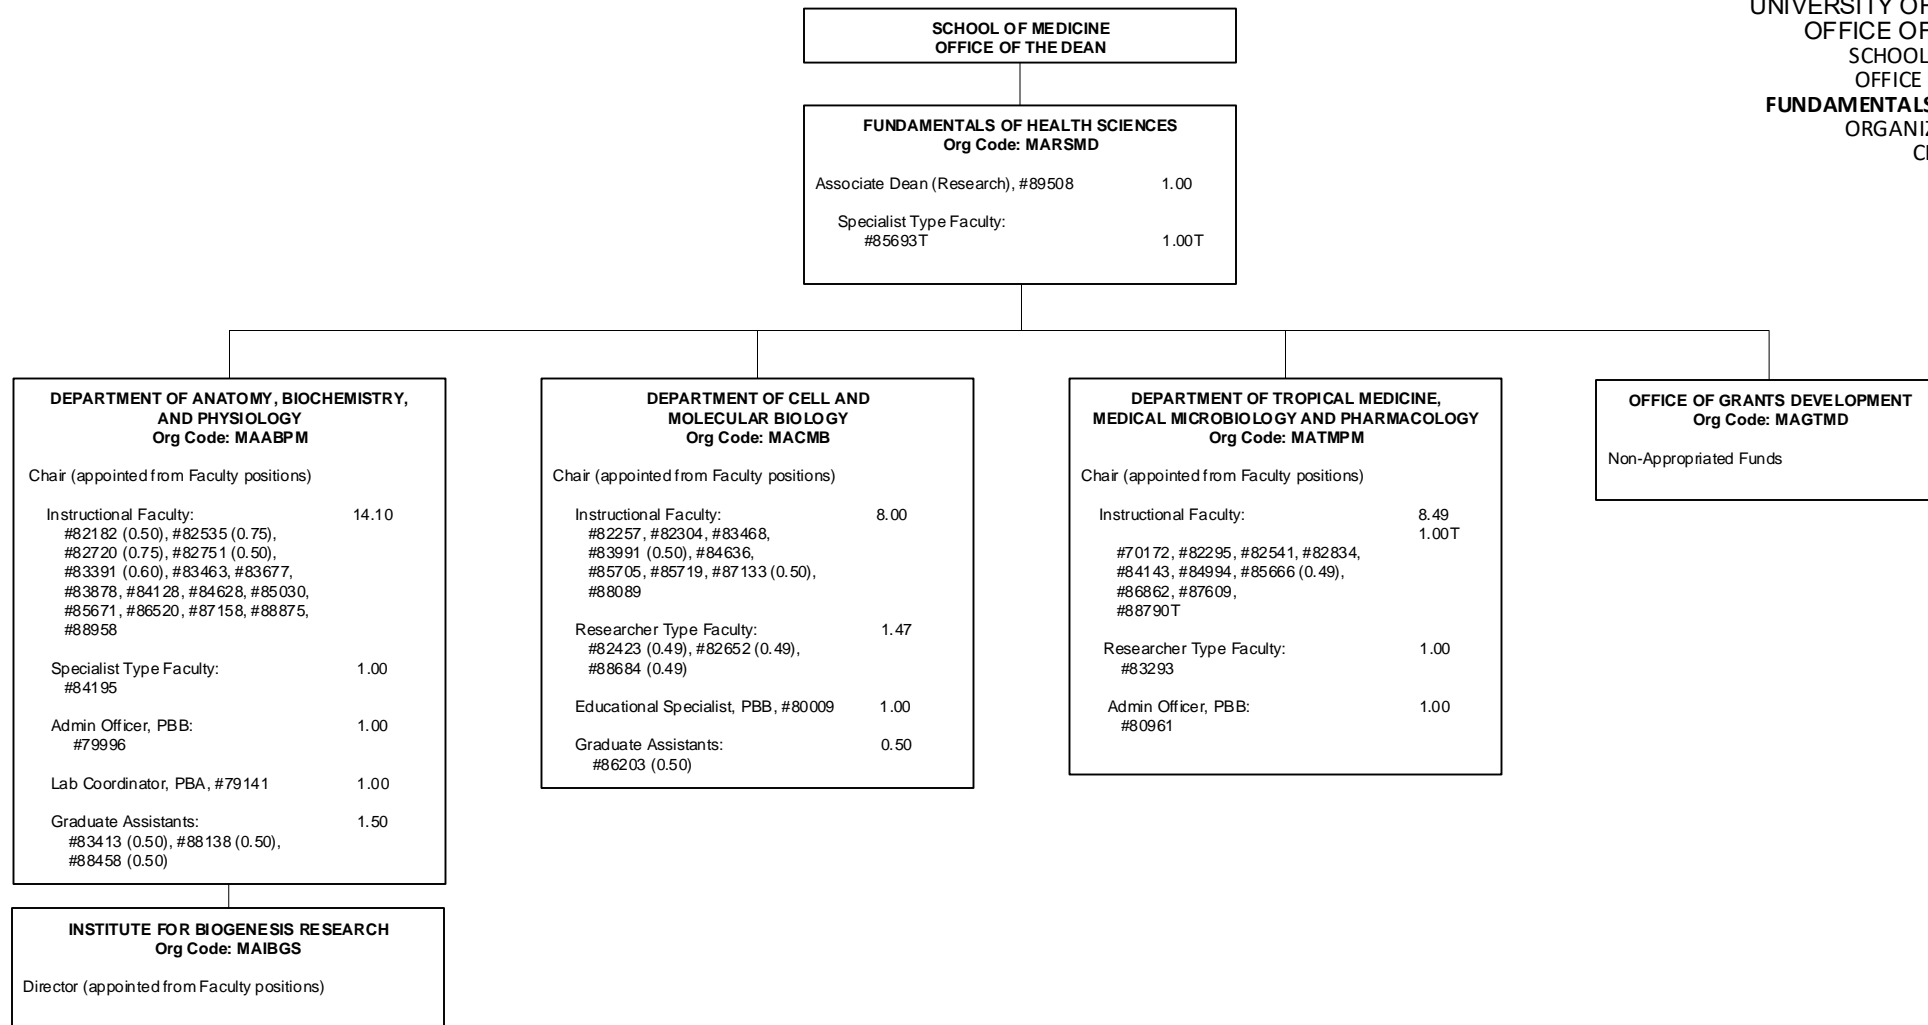 SCHOOL OF MEDICINE
OFFICE OF THE DEAN
UNIVERSITY OF
OFFICE OF
SCHOOL
OFFICE
FUNDAMENTALS
FUNDAMENTALS OF HEALTH SCIENCES
Org Code: MARSMD
Associate Dean (Research), #89508 1.00
Specialist Type Faculty:
#85693T 1.00T
DEPARTMENT OF ANATOMY, BIOCHEMISTRY,
AND PHYSIOLOGY
Org Code: MAABPM
Chair (appointed from Faculty positions)
Instructional Faculty: 14.10
#82182 (0.50), #82535 (0.75),
#82720 (0.75), #82751 (0.50),
#83391 (0.60), #83463, #83677,
#83878, #84128, #84628, #85030,
#85671, #86520, #87158, #88875,
#88958
Specialist Type Faculty: 1.00
#84195
Admin Officer, PBB: 1.00
#79996
Lab Coordinator, PBA, #79141 1.00
Graduate Assistants: 1.50
#83413 (0.50), #88138 (0.50),
#88458 (0.50)
INSTITUTE FOR BIOGENESIS RESEARCH
Org Code: MAIBGS
Director (appointed from Faculty positions)
DEPARTMENT OF CELL AND
MOLECULAR BIOLOGY
Org Code: MACMB
Chair (appointed from Faculty positions)
Instructional Faculty: 8.00
#82257, #82304, #83468,
#83991 (0.50), #84636,
#85705, #85719, #87133 (0.50),
#88089
Researcher Type Faculty: 1.47
#82423 (0.49), #82652 (0.49),
#88684 (0.49)
Educational Specialist, PBB, #80009 1.00
Graduate Assistants: 0.50
#86203 (0.50)
DEPARTMENT OF TROPICAL MEDICINE,
MEDICAL MICROBIOLOGY AND PHARMACOLOGY
Org Code: MATMPM
Chair (appointed from Faculty positions)
Instructional Faculty: 8.49
1.00T
#70172, #82295, #82541, #82834,
#84143, #84994, #85666 (0.49),
#86862, #87609,
#88790T
Researcher Type Faculty: 1.00
#83293
Admin Officer, PBB: 1.00
#80961
OFFICE OF GRANTS DEVELOPMENT
Org Code: MAGTMD
Non-Appropriated Funds